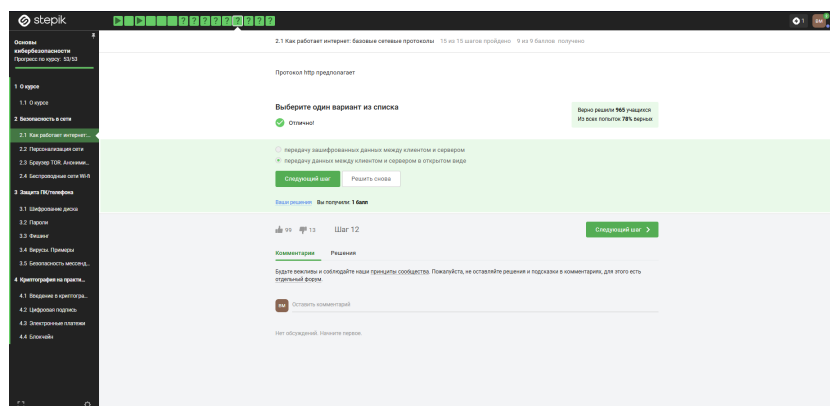 stepik
1
ВМ
Основы
кибербезопасности
Прогресс по курсу: 53/53
1 О курсе
1.1 О курсе
2 Безопасность в сети
2.1 Как работает интернет:...
2.2 Персонализация сети
2.3 Браузер TOR. Аноними...
2.4 Беспроводные сети Wi-fi
3 Защита ПК/телефона
3.1 Шифрование диска
3.2 Пароли
3.3 Фишинг
3.4 Вирусы. Примеры
3.5 Безопасность мессенд...
4 Криптография на практи...
4.1 Введение в криптогра...
4.2 Цифровая подпись
4.3 Электронные платежи
4.4 Блокчейн
2.1 Как работает интернет: базовые сетевые протоколы 15 из 15 шагов пройдено 9 из 9 баллов получено
Протокол http предполагает
Выберите один вариант из списка
Отлично!
Верно решили 965 учащихся
Из всех попыток 78% верных
передачу зашифрованных данных между клиентом и сервером
передачу данных между клиентом и сервером в открытом виде
Следующий шаг
Решить снова
Ваши решения Вы получили: 1 балл
99 13 Шаг 12
Следующий шаг
Комментарии Решения
Будьте вежливы и соблюдайте наши принципы сообщества. Пожалуйста, не оставляйте решения и подсказки в комментариях, для этого есть
отдельный форум.
ВМ
Оставить комментарий
Нет обсуждений. Начните первое.